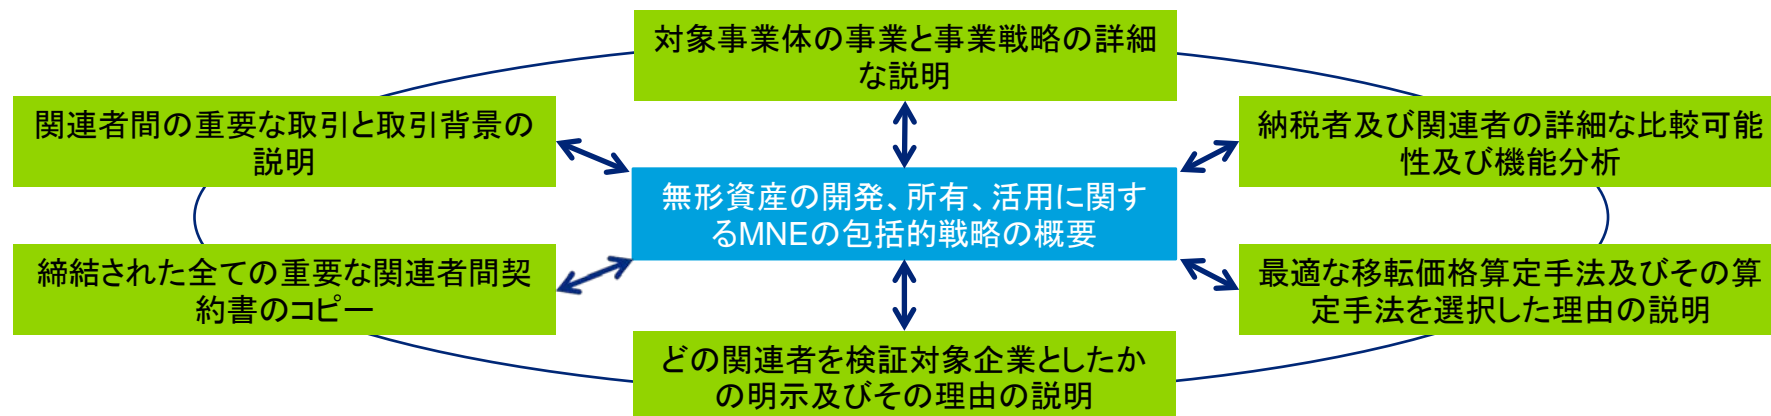 対象事業体の事業と事業戦略の詳細
な説明
関連者間の重要な取引と取引背景の
説明
納税者及び関連者の詳細な比較可能
性及び機能分析
無形資産の開発、所有、活用に関す
るMNEの包括的戦略の概要
締結された全ての重要な関連者間契
約書のコピー
最適な移転価格算定手法及びその算
定手法を選択した理由の説明
どの関連者を検証対象企業としたか
の明示及びその理由の説明